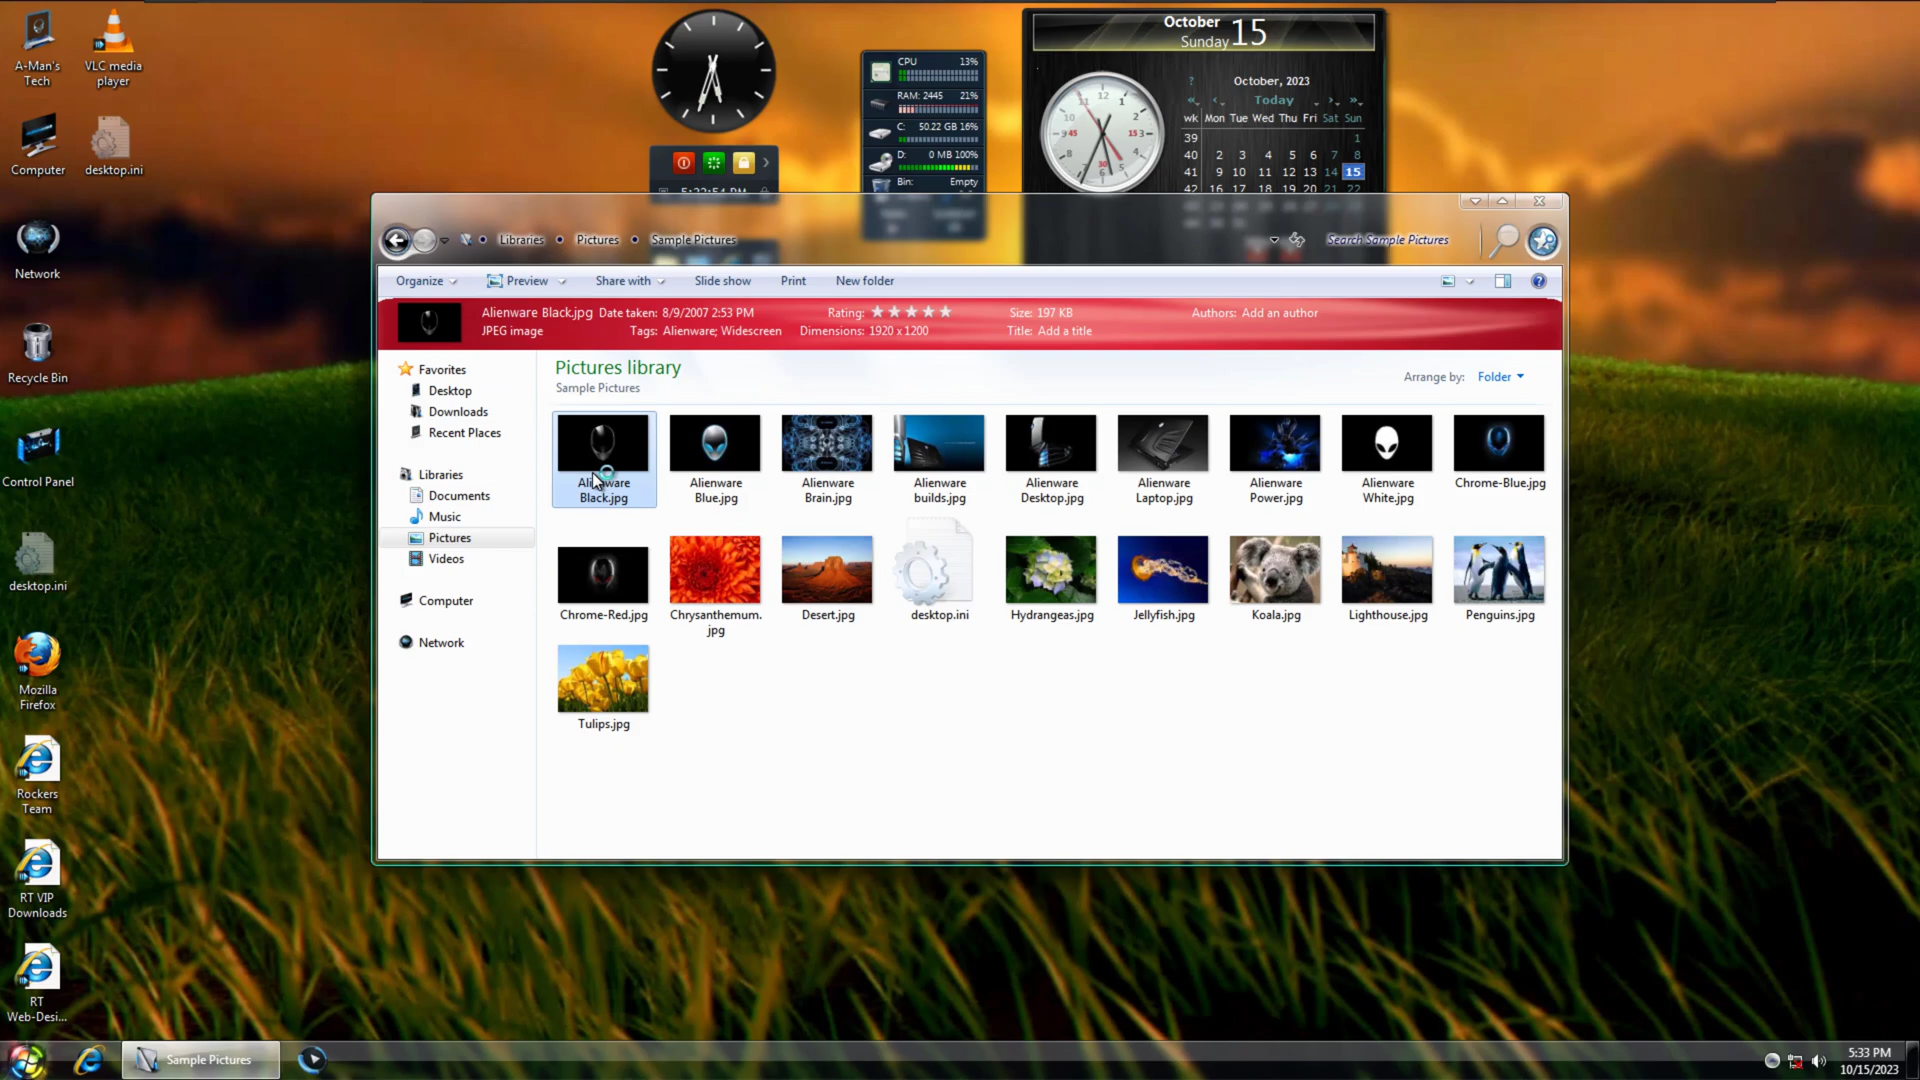 A-Man's
Tech
VLC media
player
Computer
desktop.ini
Network
Recycle Bin
Control Panel
desktop.ini
Mozilla
Firefox
Rockers
Team
RT VIP
Downloads
RT
Web-Desi...
CPU 13%
RAM: 2445 21%
C: 50.22 GB 16%
D: 0 MB 100%
Bin: Empty
October
Sunday 15
October, 2023
? « ‹ Today › »
wk Mon Tue Wed Thu Fri Sat Sun
39 1
40 2 3 4 5 6 7 8
41 9 10 11 12 13 14 15
42 16 17 18 19 20 21 22
Libraries Pictures Sample Pictures
Search Sample Pictures
Organize Preview Share with Slide show Print New folder
Alienware Black.jpg Date taken: 8/9/2007 2:53 PM Rating: Size: 197 KB Authors: Add an author
JPEG image Tags: Alienware; Widescreen Dimensions: 1920 x 1200 Title: Add a title
Favorites
Desktop
Downloads
Recent Places
Libraries
Documents
Music
Pictures
Videos
Computer
Network
Pictures library
Sample Pictures
Arrange by: Folder
Alienware
Black.jpg
Alienware
Blue.jpg
Alienware
Brain.jpg
Alienware
builds.jpg
Alienware
Desktop.jpg
Alienware
Laptop.jpg
Alienware
Power.jpg
Alienware
White.jpg
Chrome-Blue.jpg
Chrome-Red.jpg
Chrysanthemum.
jpg
Desert.jpg
desktop.ini
Hydrangeas.jpg
Jellyfish.jpg
Koala.jpg
Lighthouse.jpg
Penguins.jpg
Tulips.jpg
Sample Pictures
5:33 PM
10/15/2023